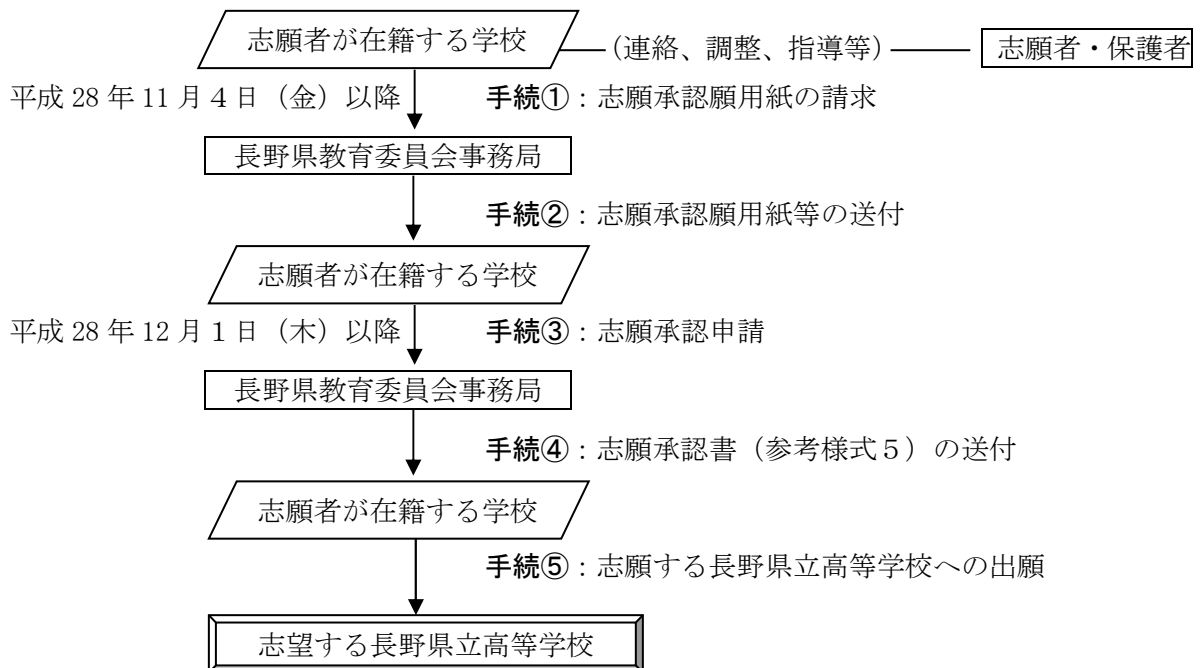 志願者が在籍する学校 (連絡、調整、指導等) 志願者・保護者
平成 28 年 11 月４日（金）以降 手続①：志願承認願用紙の請求
長野県教育委員会事務局
手続②：志願承認願用紙等の送付
志願者が在籍する学校
平成 28 年 12 月１日（木）以降 手続③：志願承認申請
長野県教育委員会事務局
手続④：志願承認書（参考様式５）の送付
志願者が在籍する学校
手続⑤：志願する長野県立高等学校への出願
志望する長野県立高等学校